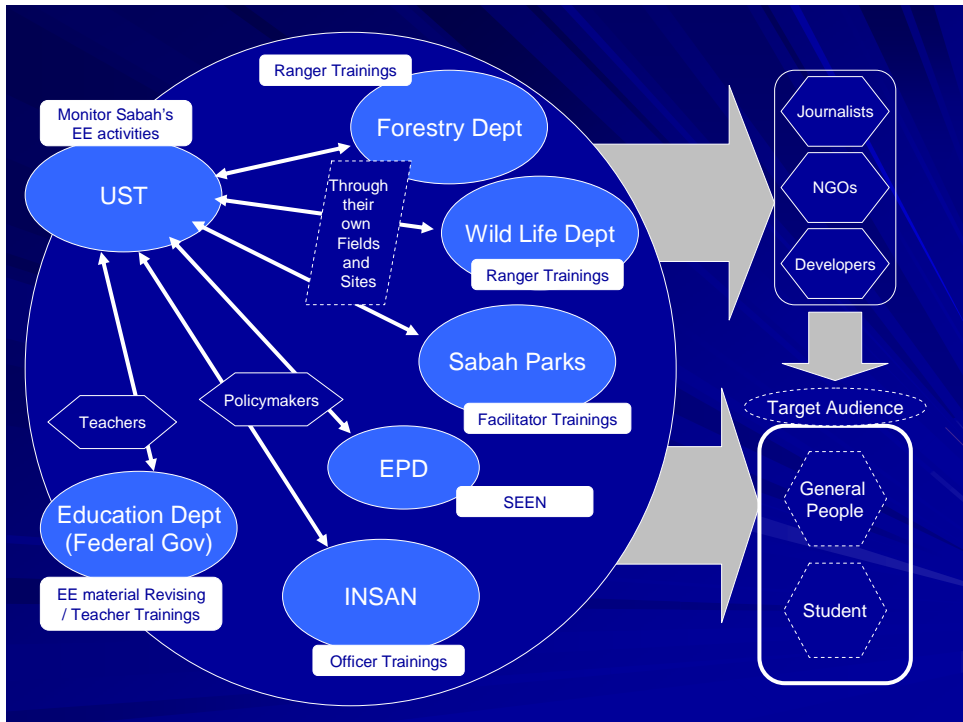 Ranger Trainings
Forestry Dept
Monitor Sabah's
EE activities
UST
Through
their
own
Fields
and
Sites
Wild Life Dept
Ranger Trainings
Sabah Parks
Facilitator Trainings
Policymakers
Teachers
EPD
SEEN
Education Dept
(Federal Gov)
EE material Revising
/ Teacher Trainings
INSAN
Officer Trainings
Journalists
NGOs
Developers
Target Audience
General
People
Student